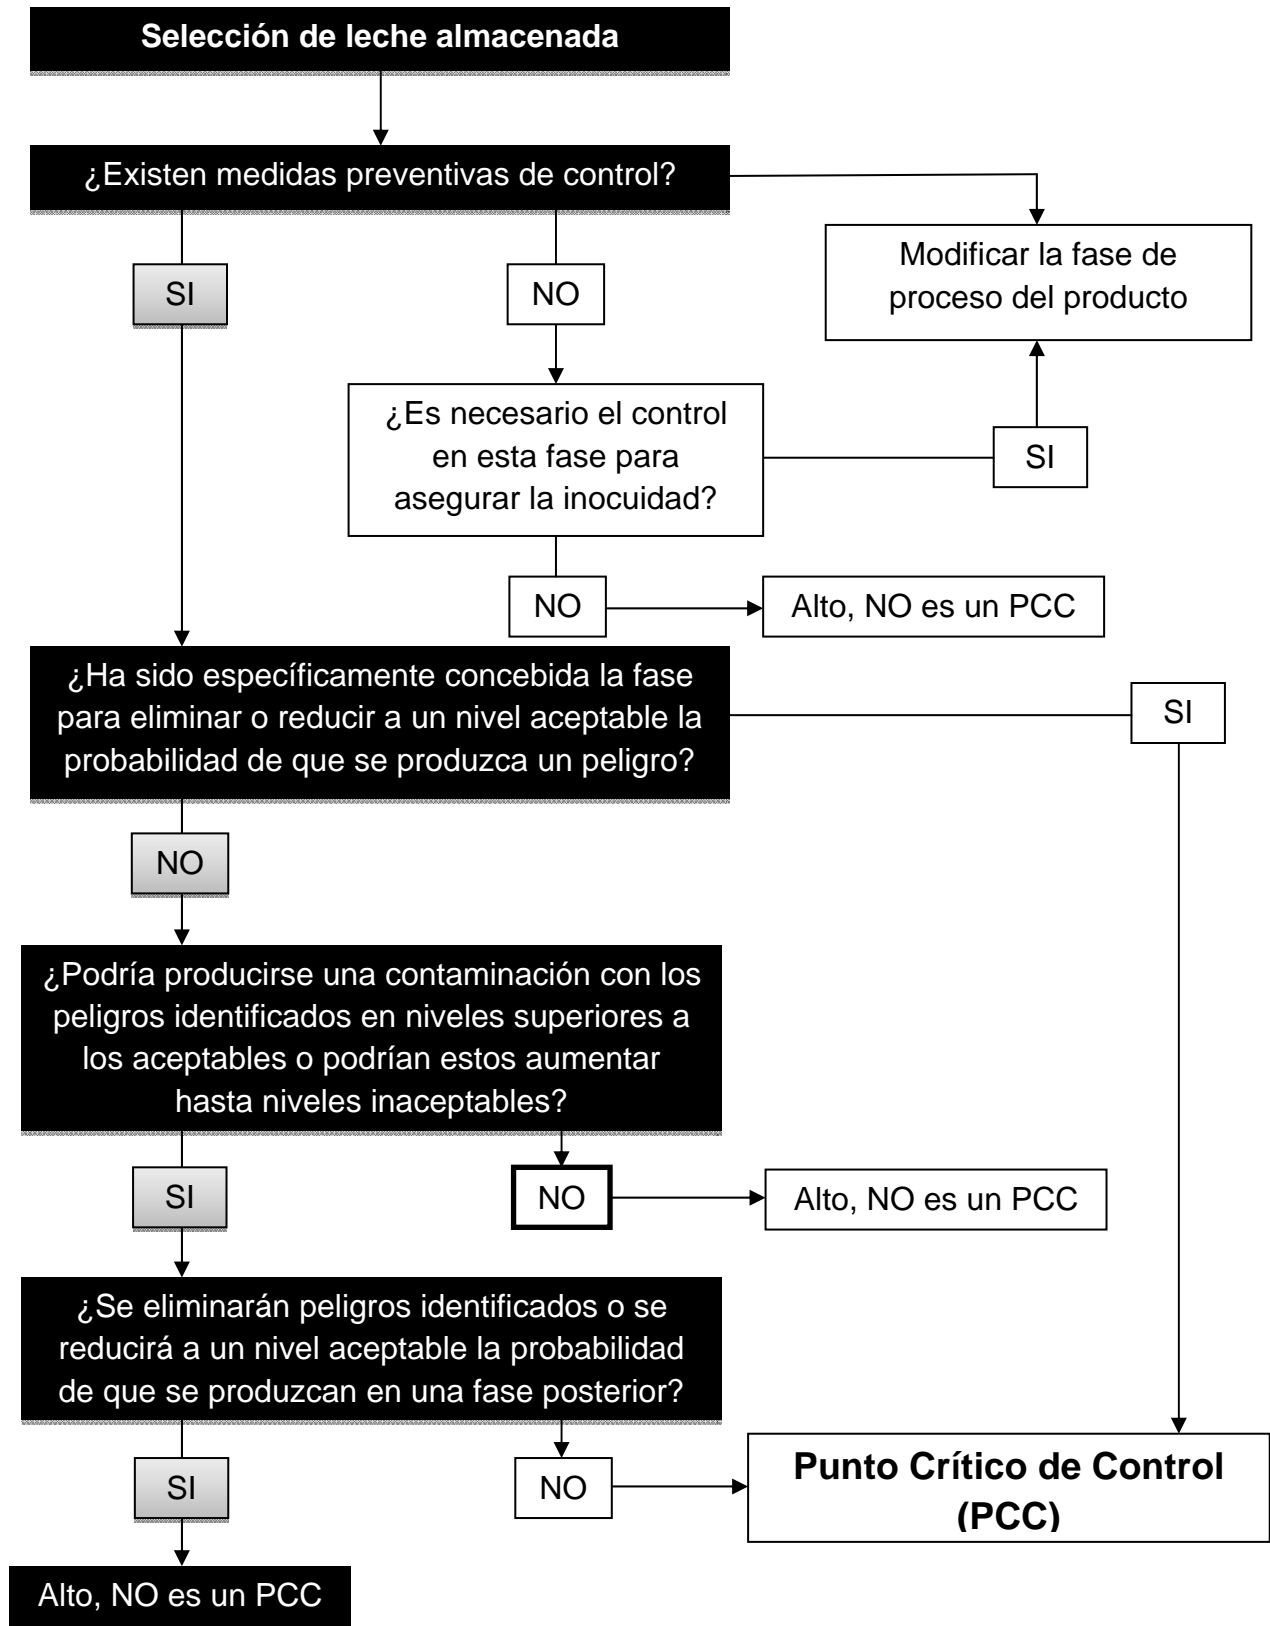 Selección de leche almacenada
¿Existen medidas preventivas de control?
Modificar la fase de
proceso del producto
SI
NO
¿Es necesario el control
en esta fase para
asegurar la inocuidad?
SI
NO
Alto, NO es un PCC
¿Ha sido específicamente concebida la fase
para eliminar o reducir a un nivel aceptable la
probabilidad de que se produzca un peligro?
SI
NO
¿Podría producirse una contaminación con los
peligros identificados en niveles superiores a
los aceptables o podrían estos aumentar
hasta niveles inaceptables?
SI
NO
Alto, NO es un PCC
¿Se eliminarán peligros identificados o se
reducirá a un nivel aceptable la probabilidad
de que se produzcan en una fase posterior?
SI
NO
Punto Crítico de Control
(PCC)
Alto, NO es un PCC